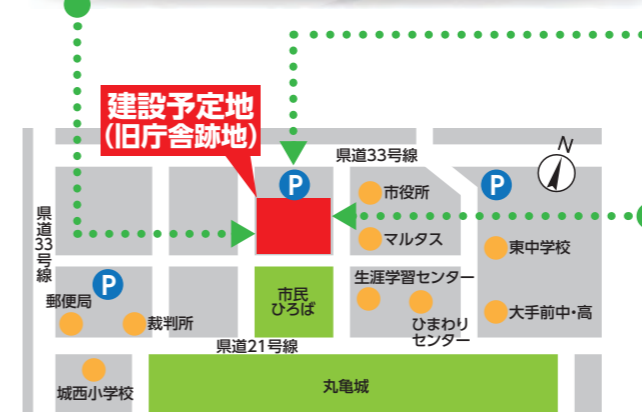 建設予定地
(旧庁舎跡地)
県道33号線
N
P
市役所
P
マルタス
県道33号線
東中学校
P
郵便局
裁判所
市民
ひろば
生涯学習センター
ひまわり
センター
大手前中・高
県道21号線
城西小学校
丸亀城